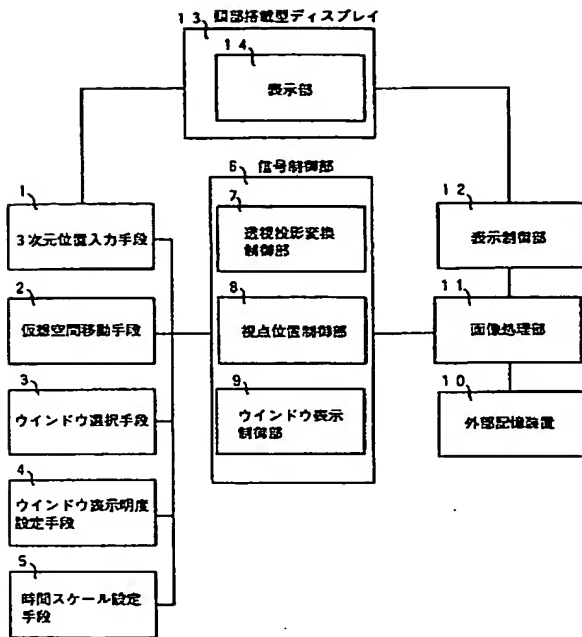 13 頭部搭載型ディスプレイ
14
表示部
1
3次元位置入力手段
2
仮想空間移動手段
3
ウインドウ選択手段
4
ウインドウ表示明度
設定手段
5
時間スケール設定
手段
6 信号制御部
7
透視投影変換
制御部
8
視点位置制御部
9
ウインドウ表示
制御部
12
表示制御部
11
画像処理部
10
外部記憶装置